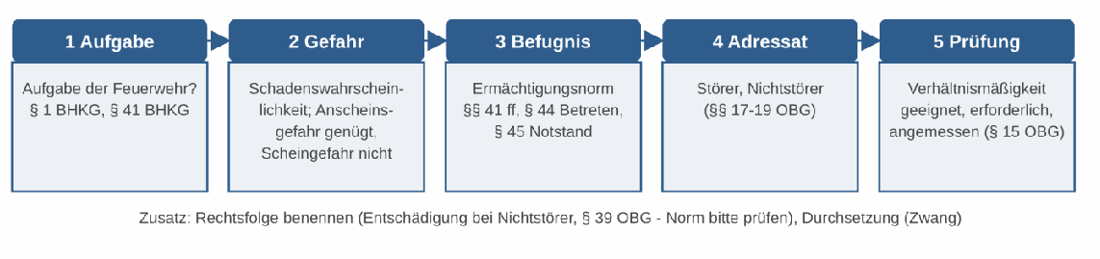 1 Aufgabe
Aufgabe der Feuerwehr?
§ 1 BHKG, § 41 BHKG
2 Gefahr
Schadenswahrschein-
lichkeit; Anscheins-
gefahr genügt,
Scheingefahr nicht
3 Befugnis
Ermächtigungsnorm
§§ 41 ff, § 44 Betreten,
§ 45 Notstand
4 Adressat
Störer, Nichtstörer
(§§ 17-19 OBG)
5 Prüfung
Verhältnismäßigkeit
geeignet, erforderlich,
angemessen (§ 15 OBG)
Zusatz: Rechtsfolge benennen (Entschädigung bei Nichtstörer, § 39 OBG - Norm bitte prüfen), Durchsetzung (Zwang)